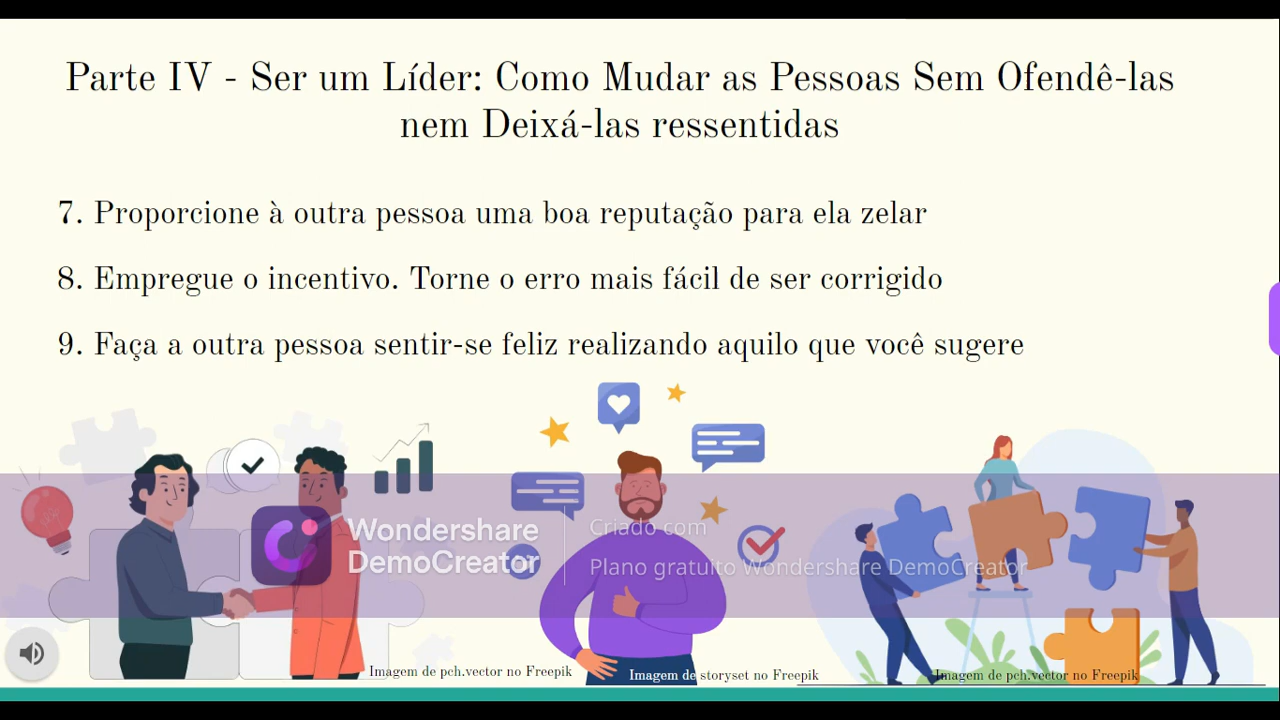 Parte IV - Ser um Líder: Como Mudar as Pessoas Sem Ofendê-las
nem Deixá-las ressentidas
7. Proporcione à outra pessoa uma boa reputação para ela zelar
8. Empregue o incentivo. Torne o erro mais fácil de ser corrigido
9. Faça a outra pessoa sentir-se feliz realizando aquilo que você sugere
Wondershare
DemoCreator
Criado com
Plano gratuito Wondershare DemoCreator
Imagem de pch.vector no Freepik
Imagem de storyset no Freepik
Imagem de pch.vector no Freepik